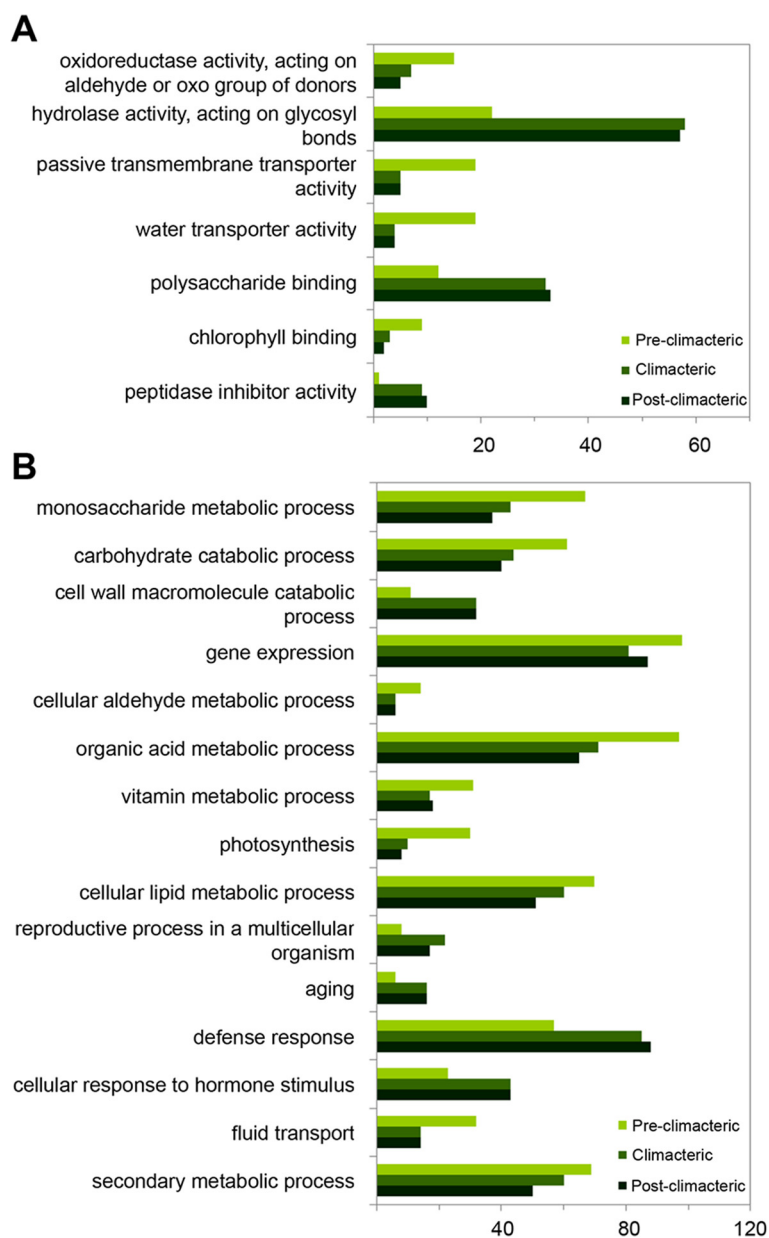 A
oxidoreductase activity, acting on
aldehyde or oxo group of donors
hydrolase activity, acting on glycosyl
bonds
passive transmembrane transporter
activity
water transporter activity
polysaccharide binding
chlorophyll binding
peptidase inhibitor activity
Pre-climacteric
Climacteric
Post-climacteric
20 40 60
B
monosaccharide metabolic process
carbohydrate catabolic process
cell wall macromolecule catabolic
process
gene expression
cellular aldehyde metabolic process
organic acid metabolic process
vitamin metabolic process
photosynthesis
cellular lipid metabolic process
reproductive process in a multicellular
organism
aging
defense response
cellular response to hormone stimulus
fluid transport
secondary metabolic process
Pre-climacteric
Climacteric
Post-climacteric
40 80 120